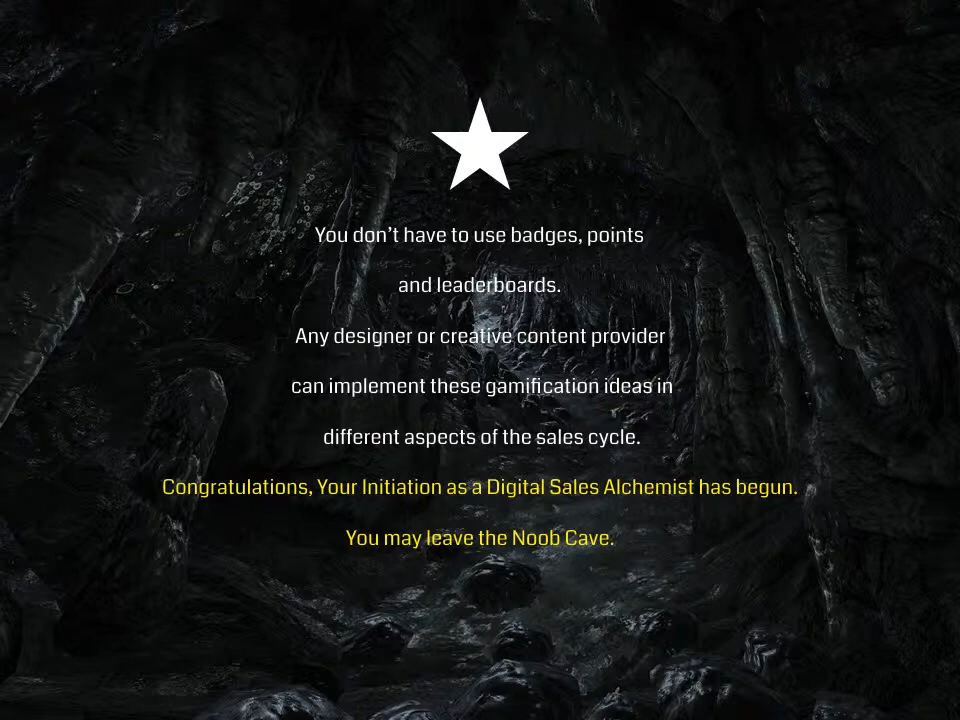 You don’t have to use badges, points
and leaderboards.
Any designer or creative content provider
can implement these gamification ideas in
different aspects of the sales cycle.
Congratulations, Your Initiation as a Digital Sales Alchemist has begun.
You may leave the Noob Cave.